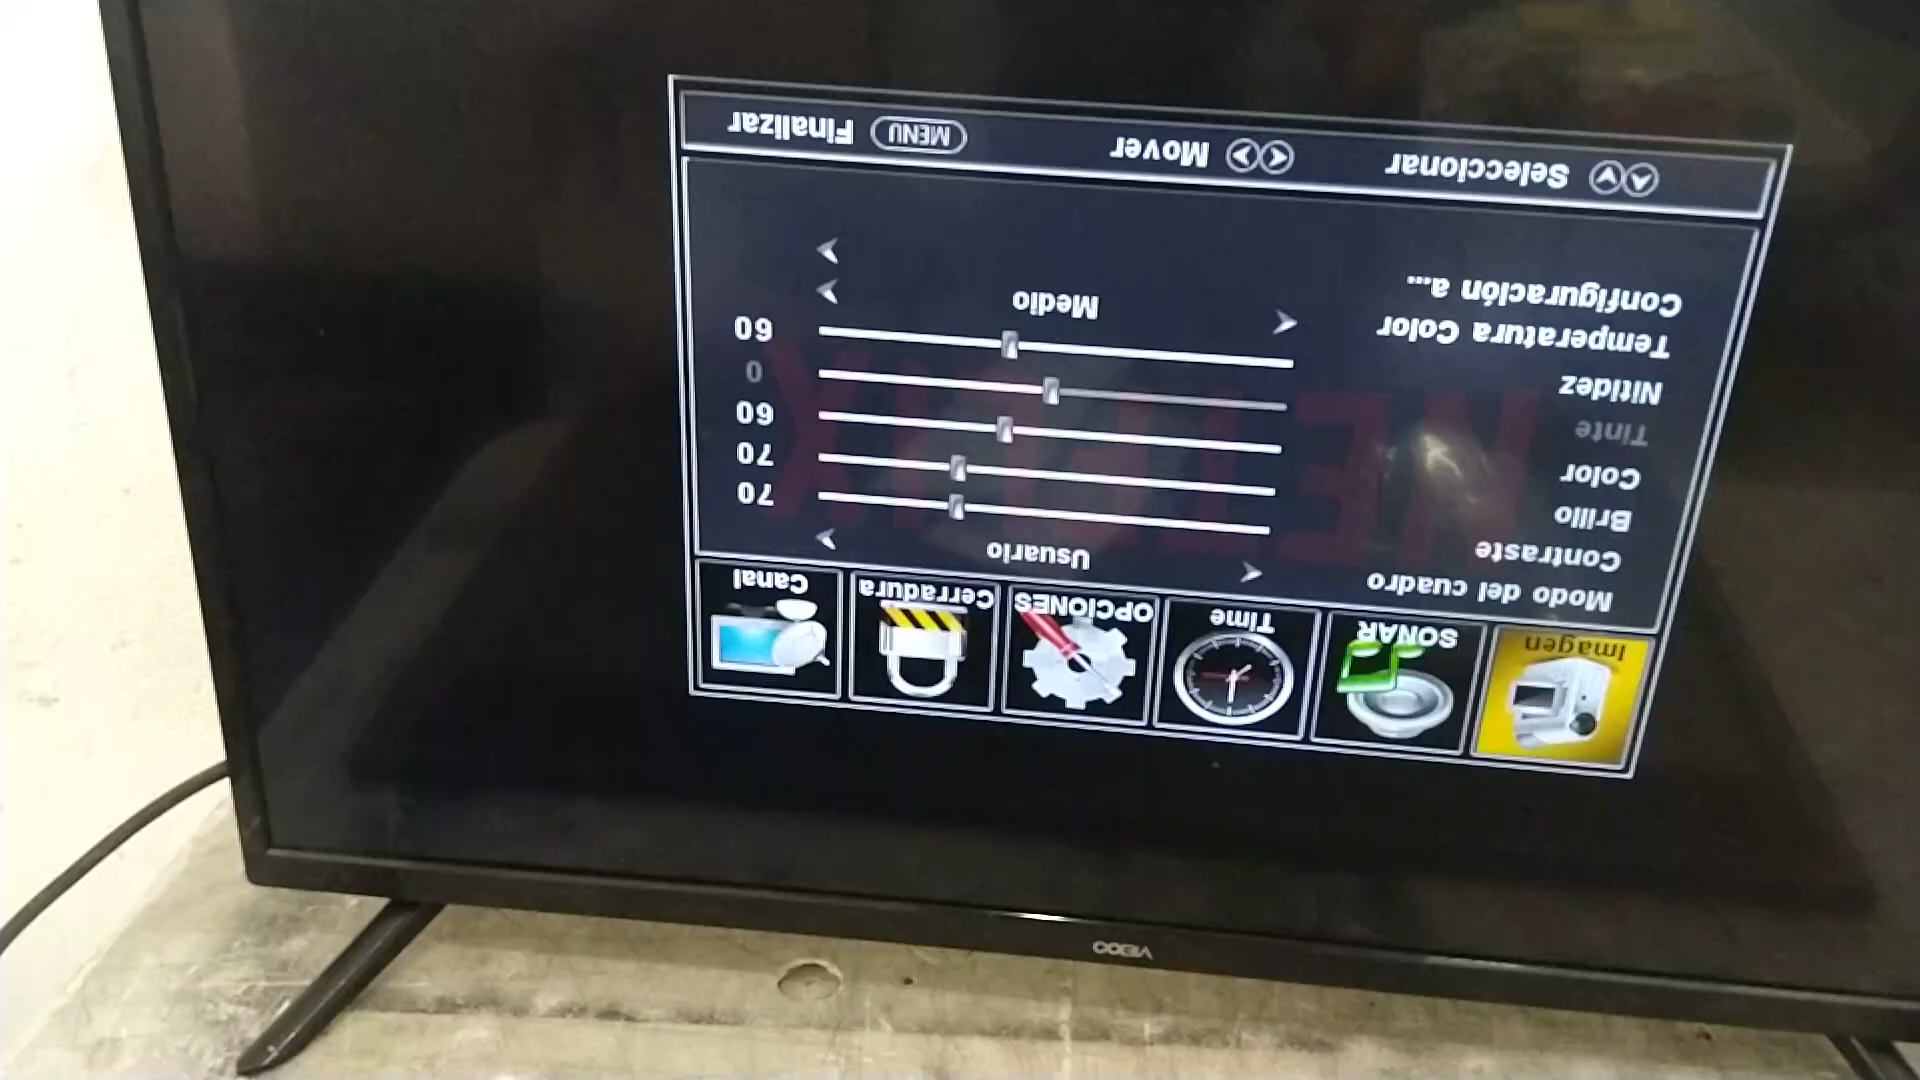 Imagen SONAR Time OPCIONES Cerradura Canal
Modo del cuadro Usuario
Contraste 70
Brillo 70
Color 60
Tinte 0
Nitidez 60
Temperatura Color Medio
Configuración a...
Seleccionar Mover MENU Finalizar